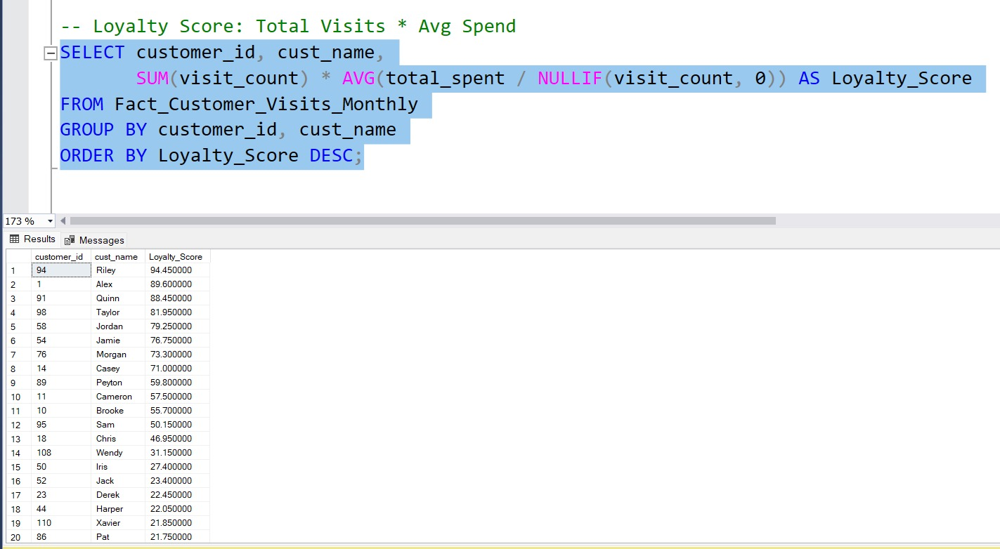 -- Loyalty Score: Total Visits * Avg Spend
SELECT customer_id, cust_name,
SUM(visit_count) * AVG(total_spent / NULLIF(visit_count, 0)) AS Loyalty_Score
FROM Fact_Customer_Visits_Monthly
GROUP BY customer_id, cust_name
ORDER BY Loyalty_Score DESC;
173 %
Results Messages
customer_id cust_name Loyalty_Score
1 94 Riley 94.450000
2 1 Alex 89.600000
3 91 Quinn 88.450000
4 98 Taylor 81.950000
5 58 Jordan 79.250000
6 54 Jamie 76.750000
7 76 Morgan 73.300000
8 14 Casey 71.000000
9 89 Peyton 59.800000
10 11 Cameron 57.500000
11 10 Brooke 55.700000
12 95 Sam 50.150000
13 18 Chris 46.950000
14 108 Wendy 31.150000
15 50 Iris 27.400000
16 52 Jack 23.400000
17 23 Derek 22.450000
18 44 Harper 22.050000
19 110 Xavier 21.850000
20 86 Pat 21.750000